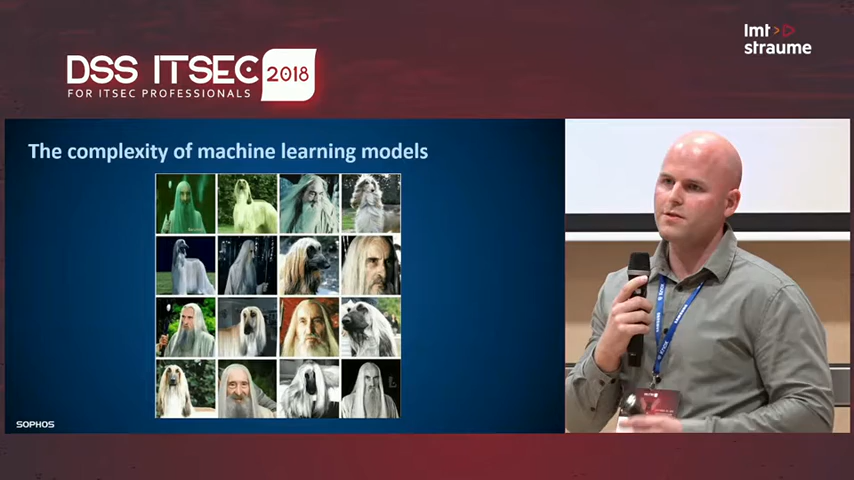 DSS ITSEC 2018
FOR ITSEC PROFESSIONALS
lmt
straume
The complexity of machine learning models
SOPHOS